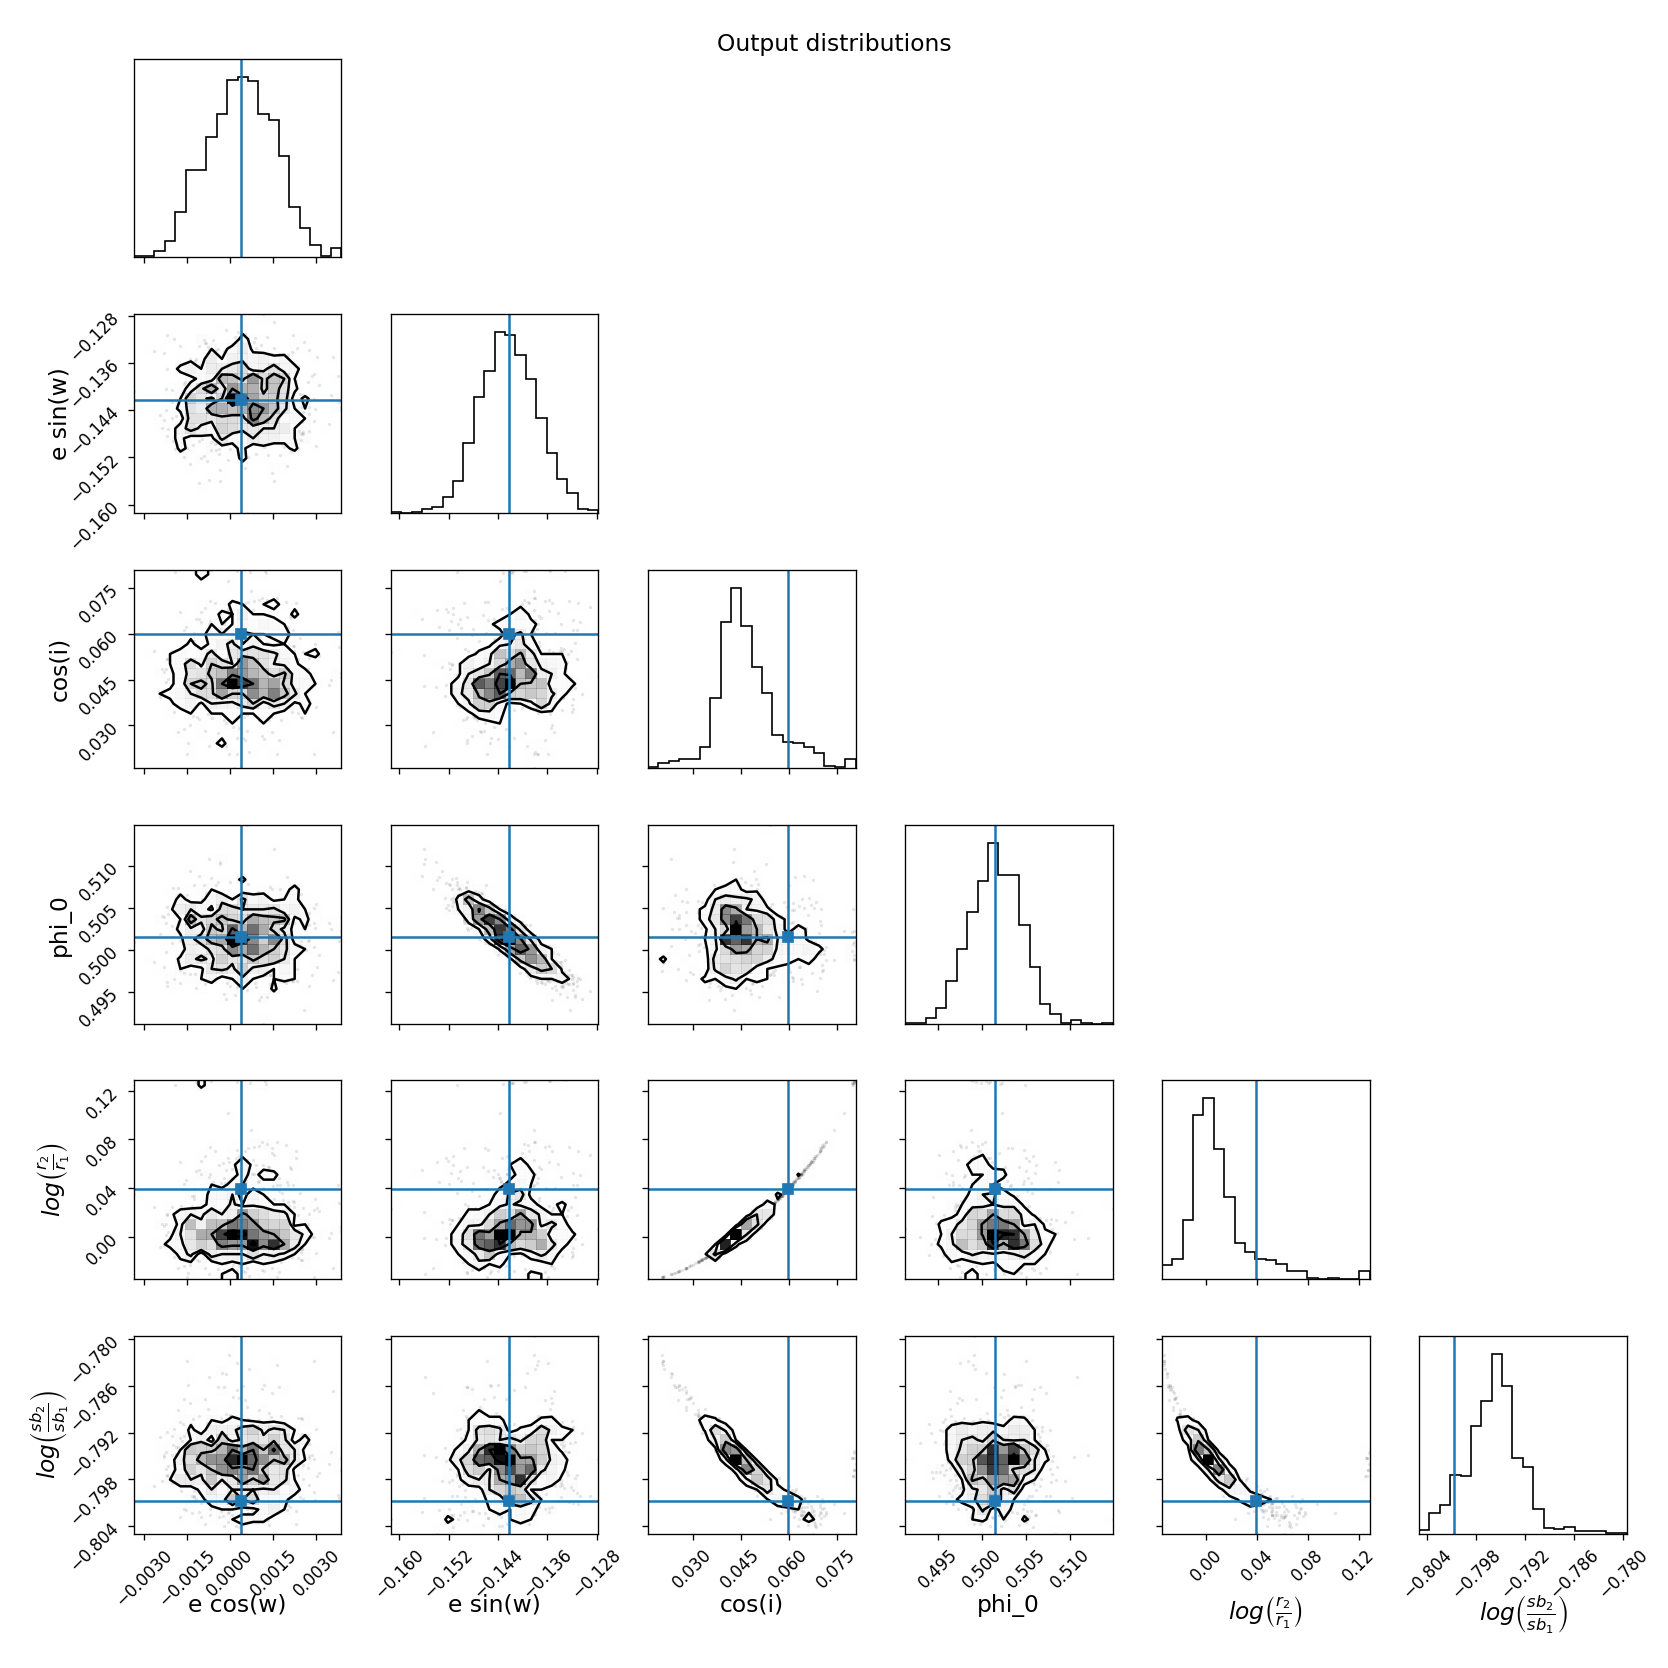 Output distributions
e sin(w)
−0.128
−0.136
−0.144
−0.152
−0.160
cos(i)
0.075
0.060
0.045
0.030
phi_0
0.510
0.505
0.500
0.495
log(r₂/r₁)
0.12
0.08
0.04
0.00
log(sb₂/sb₁)
−0.780
−0.786
−0.792
−0.798
−0.804
−0.0030 −0.0015 0.0000 0.0015 0.0030
−0.160 −0.152 −0.144 −0.136 −0.128
0.030 0.045 0.060 0.075
0.495 0.500 0.505 0.510
0.00 0.04 0.08 0.12
−0.804 −0.798 −0.792 −0.786 −0.780
e cos(w) e sin(w) cos(i) phi_0 log(r₂/r₁) log(sb₂/sb₁)